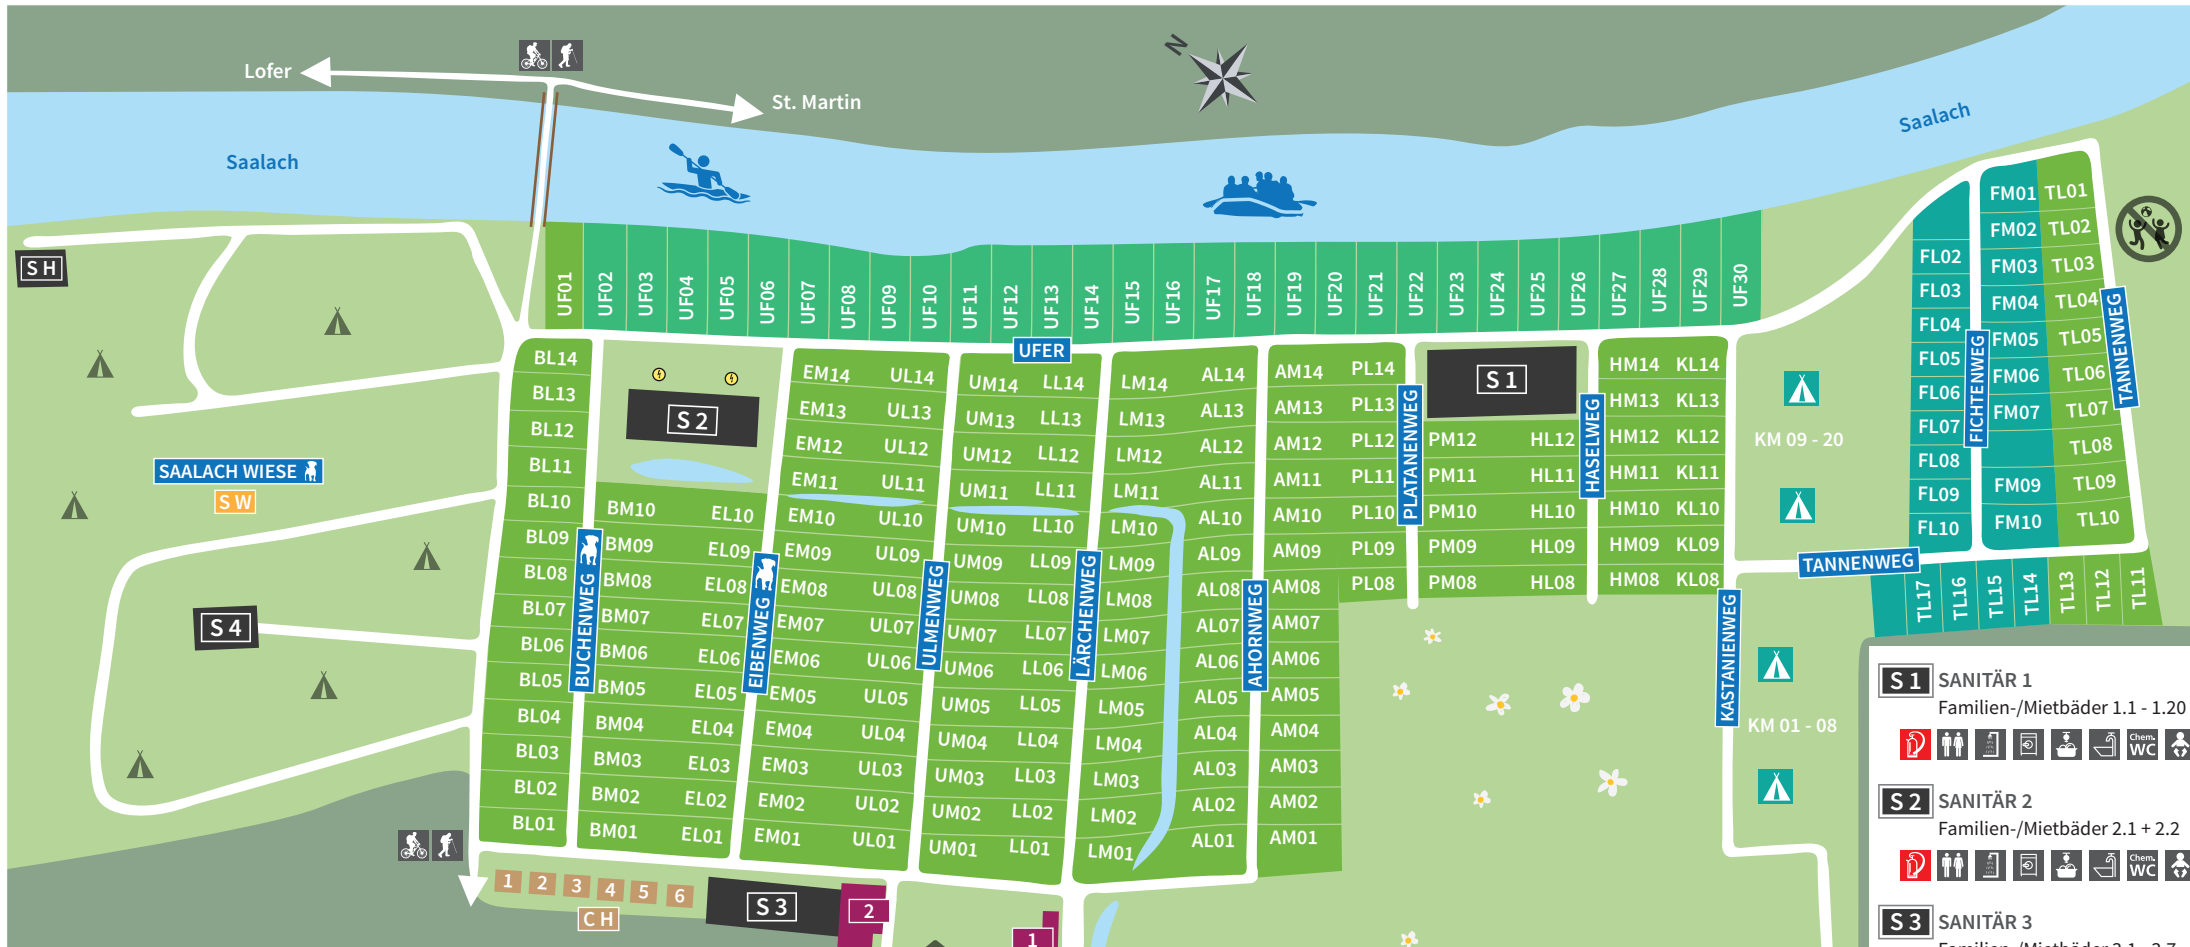 Lofer
St. Martin
N
Saalach
Saalach
S H
UF01
UF02
UF03
UF04
UF05
UF06
UF07
UF08
UF09
UF10
UF11
UF12
UF13
UF14
UF15
UF16
UF17
UF18
UF19
UF20
UF21
UF22
UF23
UF24
UF25
UF26
UF27
UF28
UF29
UF30
UFER
BL14
BL13
BL12
BL11
BL10
BL09
BL08
BL07
BL06
BL05
BL04
BL03
BL02
BL01
BUCHENWEG
S 2
BM10
BM09
BM08
BM07
BM06
BM05
BM04
BM03
BM02
BM01
EL10
EL09
EL08
EL07
EL06
EL05
EL04
EL03
EL02
EL01
EIBENWEG
EM14
EM13
EM12
EM11
EM10
EM09
EM08
EM07
EM06
EM05
EM04
EM03
EM02
EM01
UL14
UL13
UL12
UL11
UL10
UL09
UL08
UL07
UL06
UL05
UL04
UL03
UL02
UL01
ULMENWEG
UM14
UM13
UM12
UM11
UM10
UM09
UM08
UM07
UM06
UM05
UM04
UM03
UM02
UM01
LL14
LL13
LL12
LL11
LL10
LL09
LL08
LL07
LL06
LL05
LL04
LL03
LL02
LL01
LÄRCHENWEG
LM14
LM13
LM12
LM11
LM10
LM09
LM08
LM07
LM06
LM05
LM04
LM03
LM02
LM01
AL14
AL13
AL12
AL11
AL10
AL09
AL08
AL07
AL06
AL05
AL04
AL03
AL02
AL01
AHORNWEG
AM14
AM13
AM12
AM11
AM10
AM09
AM08
AM07
AM06
AM05
AM04
AM03
AM02
AM01
PL14
PL13
PL12
PL11
PL10
PL09
PL08
PLATANENWEG
S 1
PM12
PM11
PM10
PM09
PM08
HL12
HL11
HL10
HL09
HL08
HASELWEG
HM14
HM13
HM12
HM11
HM10
HM09
HM08
KL14
KL13
KL12
KL11
KL10
KL09
KL08
KASTANIENWEG
KM 09 - 20
KM 01 - 08
FL02
FL03
FL04
FL05
FL06
FL07
FL08
FL09
FL10
FICHTENWEG
FM01
FM02
FM03
FM04
FM05
FM06
FM07
FM09
FM10
TL01
TL02
TL03
TL04
TL05
TL06
TL07
TL08
TL09
TL10
TANNENWEG
TANNENWEG
TL17
TL16
TL15
TL14
TL13
TL12
TL11
SAALACH WIESE
S W
S 4
1
2
3
4
5
6
C H
S 3
2
1
S 1 SANITÄR 1
Familien-/Mietbäder 1.1 - 1.20
Chem. WC
S 2 SANITÄR 2
Familien-/Mietbäder 2.1 + 2.2
Chem. WC
S 3 SANITÄR 3